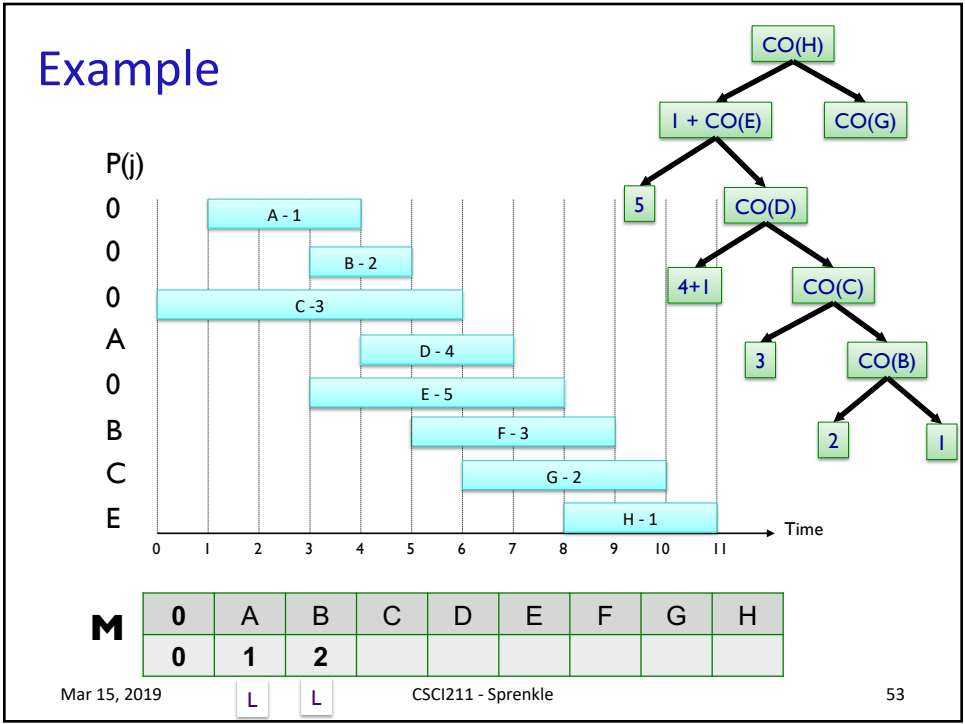 Example
CO(H)
1 + CO(E) CO(G)
5 CO(D)
4+1 CO(C)
3 CO(B)
2 1
P(j)
0 A - 1
0 B - 2
0 C -3
A D - 4
0 E - 5
B F - 3
C G - 2
E H - 1
Time
0 1 2 3 4 5 6 7 8 9 10 11
M 0 A B C D E F G H
0 1 2
L L
Mar 15, 2019 CSCI211 - Sprenkle 53